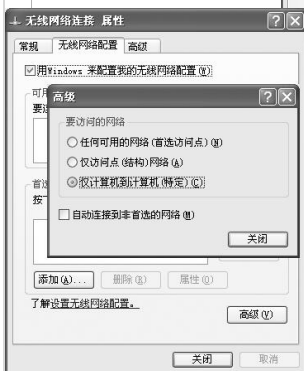 无线网络连接 属性
常规 无线网络配置 高级
用Windows 来配置我的无线网络配置(W)
可用
要连
高级
要访问的网络
任何可用的网络(首选访问点)(N)
仅访问点(结构)网络(A)
仅计算机到计算机(特定)(C)
自动连接到非首选的网络(N)
关闭
首选
按下
添加(A)... 删除(R) 属性(O)
了解设置无线网络配置。
高级(V)
关闭 取消